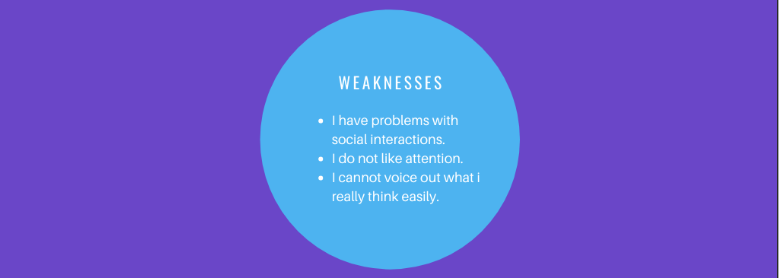 WEAKNESSES
• I have problems with
social interactions.
• I do not like attention.
• I cannot voice out what i
really think easily.